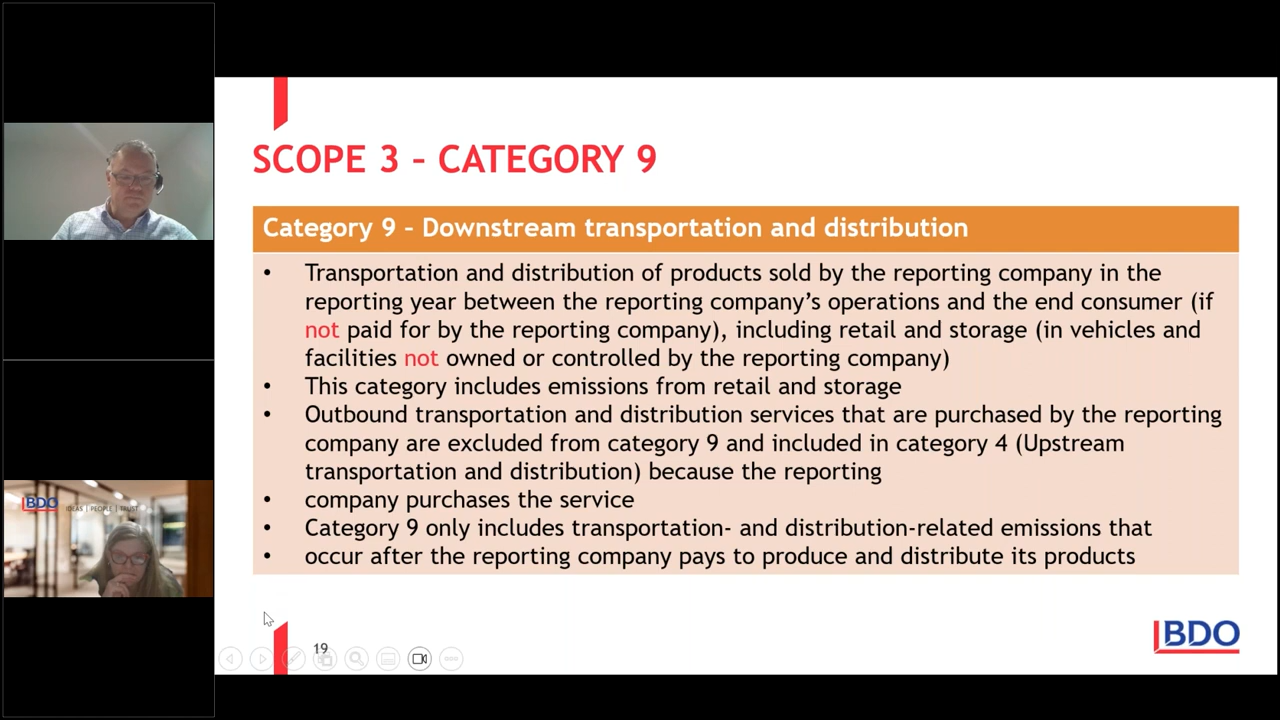 SCOPE 3 – CATEGORY 9
Category 9 – Downstream transportation and distribution
• Transportation and distribution of products sold by the reporting company in the
reporting year between the reporting company’s operations and the end consumer (if
not paid for by the reporting company), including retail and storage (in vehicles and
facilities not owned or controlled by the reporting company)
• This category includes emissions from retail and storage
• Outbound transportation and distribution services that are purchased by the reporting
company are excluded from category 9 and included in category 4 (Upstream
transportation and distribution) because the reporting
• company purchases the service
• Category 9 only includes transportation- and distribution-related emissions that
• occur after the reporting company pays to produce and distribute its products
19
BDO
BDO
IDEAS | PEOPLE | TRUST